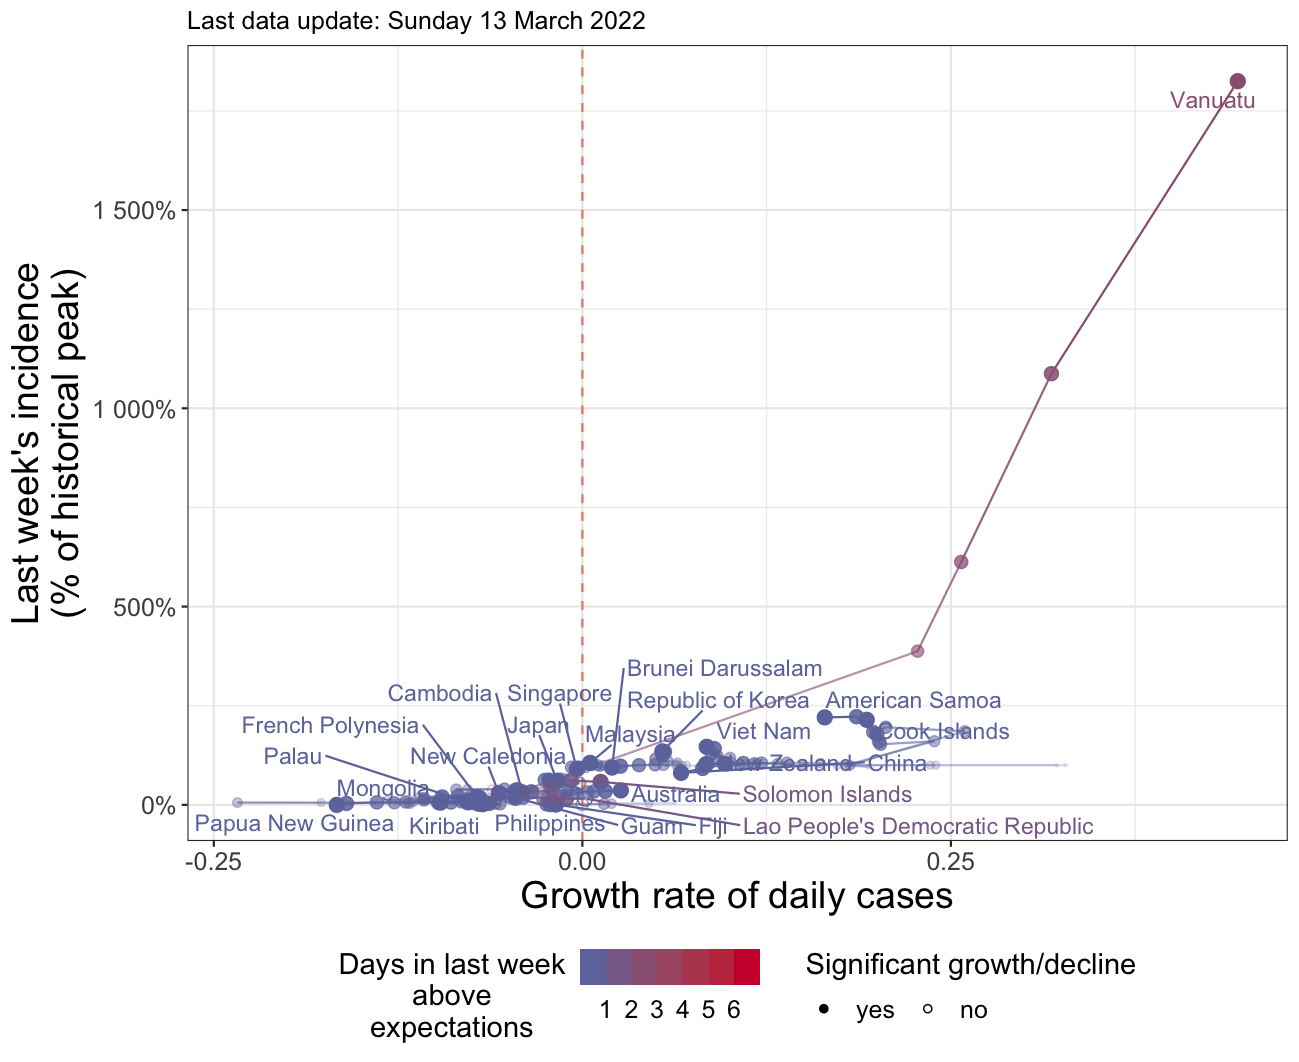 Last data update: Sunday 13 March 2022
Last week's incidence
(% of historical peak)
1 500%
1 000%
500%
0%
Vanuatu
Brunei Darussalam
Cambodia
Singapore
Republic of Korea
American Samoa
French Polynesia
Japan
Malaysia
Viet Nam
Cook Islands
Palau
New Caledonia
New Zealand
China
Mongolia
Australia
Solomon Islands
Papua New Guinea
Kiribati
Philippines
Guam
Fiji
Lao People's Democratic Republic
-0.25
0.00
0.25
Growth rate of daily cases
Days in last week
above
expectations
1 2 3 4 5 6
Significant growth/decline
yes
no